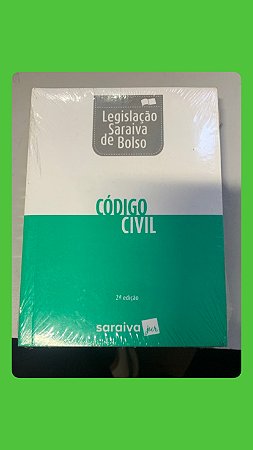 Legislação
Saraiva
de Bolso
CÓDIGO
CIVIL
2ª edição
saraiva jur